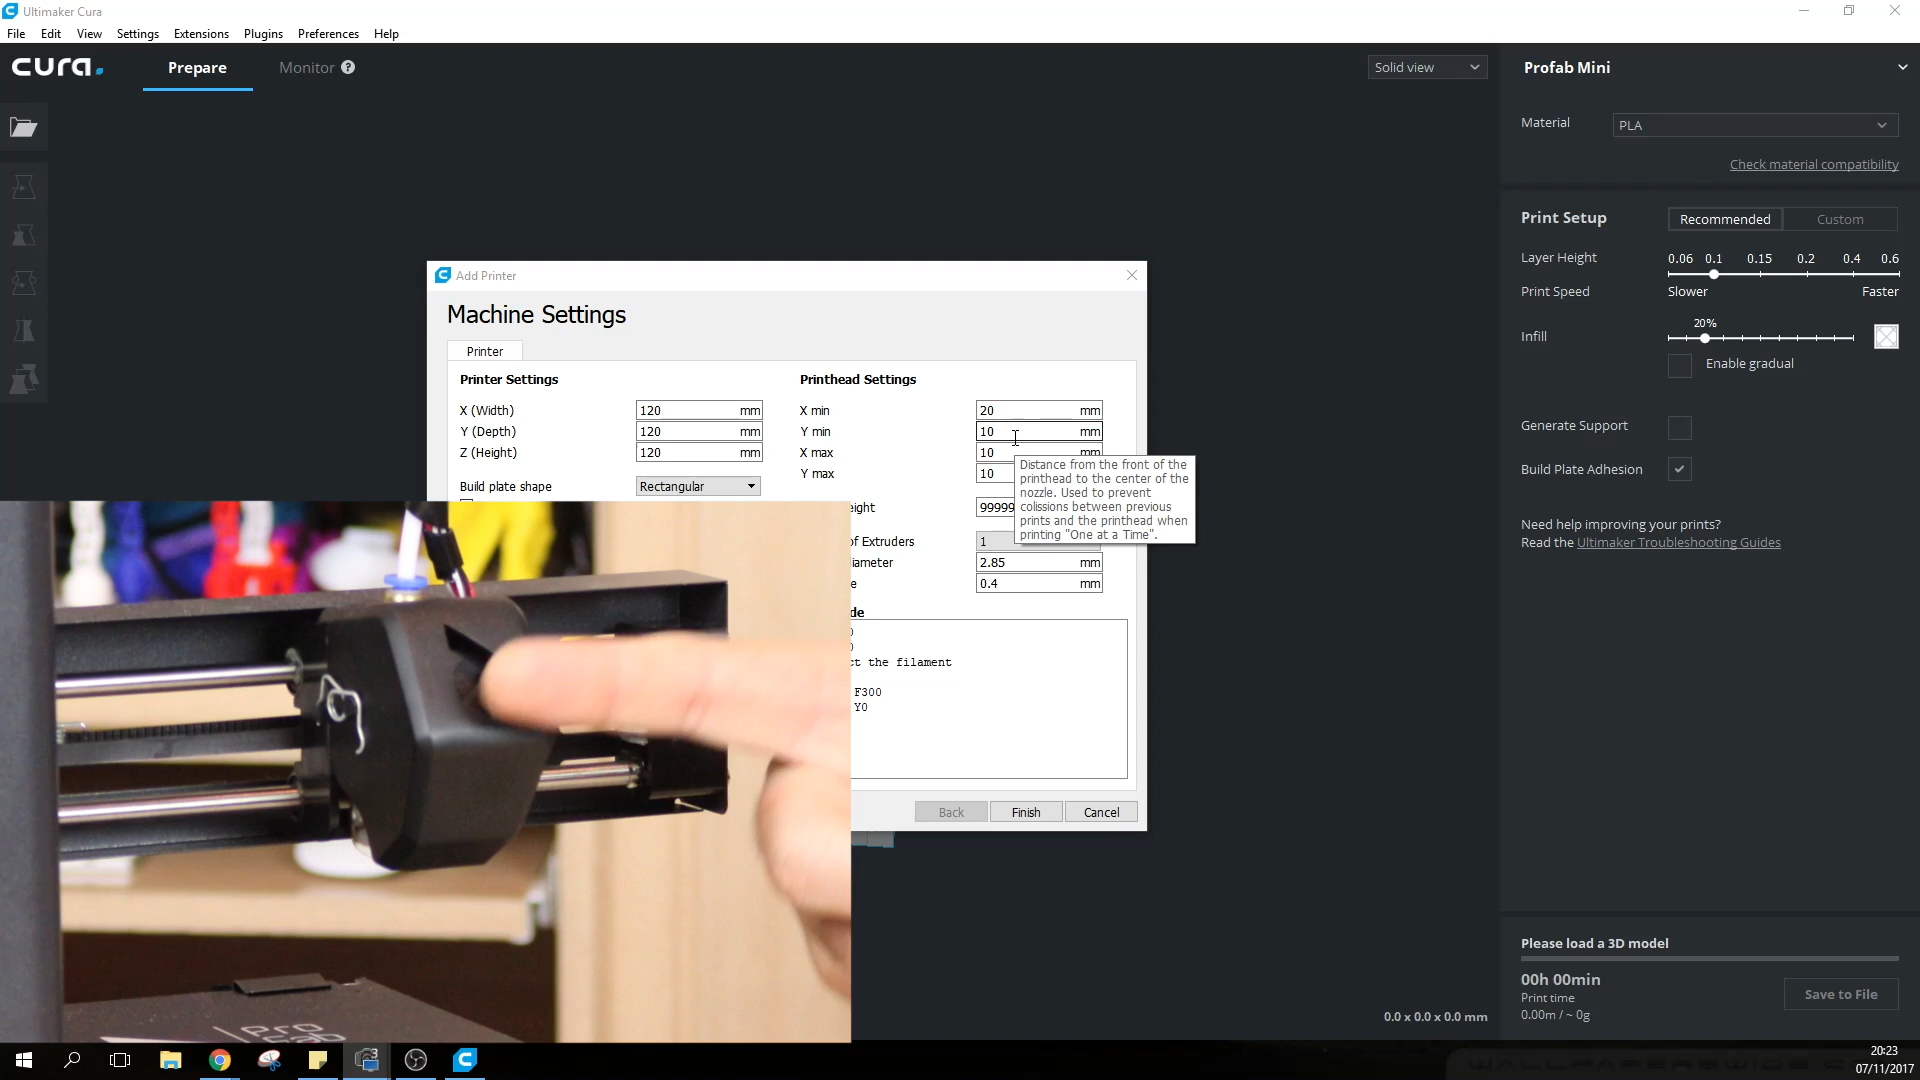 Ultimaker Cura
File Edit View Settings Extensions Plugins Preferences Help
cura.
Prepare
Monitor ?
Solid view
Profab Mini
Material
PLA
Check material compatibility
Print Setup
Recommended
Custom
Layer Height
0.06 0.1 0.15 0.2 0.4 0.6
Print Speed
Slower
Faster
20%
Infill
Enable gradual
Generate Support
Build Plate Adhesion
Need help improving your prints?
Read the Ultimaker Troubleshooting Guides
Add Printer
Machine Settings
Printer
Printer Settings
X (Width) 120 mm
Y (Depth) 120 mm
Z (Height) 120 mm
Build plate shape Rectangular
Printhead Settings
X min 20 mm
Y min 10 mm
X max 10 mm
Y max 10
Distance from the front of the
printhead to the center of the
nozzle. Used to prevent
colissions between previous
prints and the printhead when
printing "One at a Time".
eight 99999
of Extruders 1
iameter 2.85 mm
e 0.4 mm
de
0
0
ct the filament
F300
Y0
Back
Finish
Cancel
Please load a 3D model
00h 00min
Print time
0.00m / ~ 0g
Save to File
0.0 x 0.0 x 0.0 mm
20:23
07/11/2017